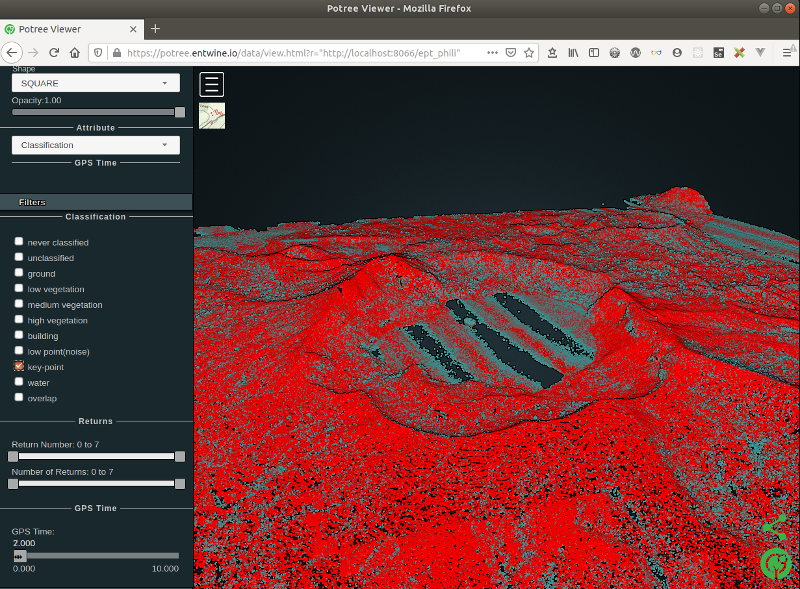 Potree Viewer - Mozilla Firefox
Potree Viewer
https://potree.entwine.io/data/view.html?r="http://localhost:8066/ept_phili"
Shape
SQUARE
Opacity:1.00
Attribute
Classification
GPS Time
Filters
Classification
never classified
unclassified
ground
low vegetation
medium vegetation
high vegetation
building
low point(noise)
key-point
water
overlap
Returns
Return Number: 0 to 7
Number of Returns: 0 to 7
GPS Time
GPS Time:
2.000
0.000 10.000